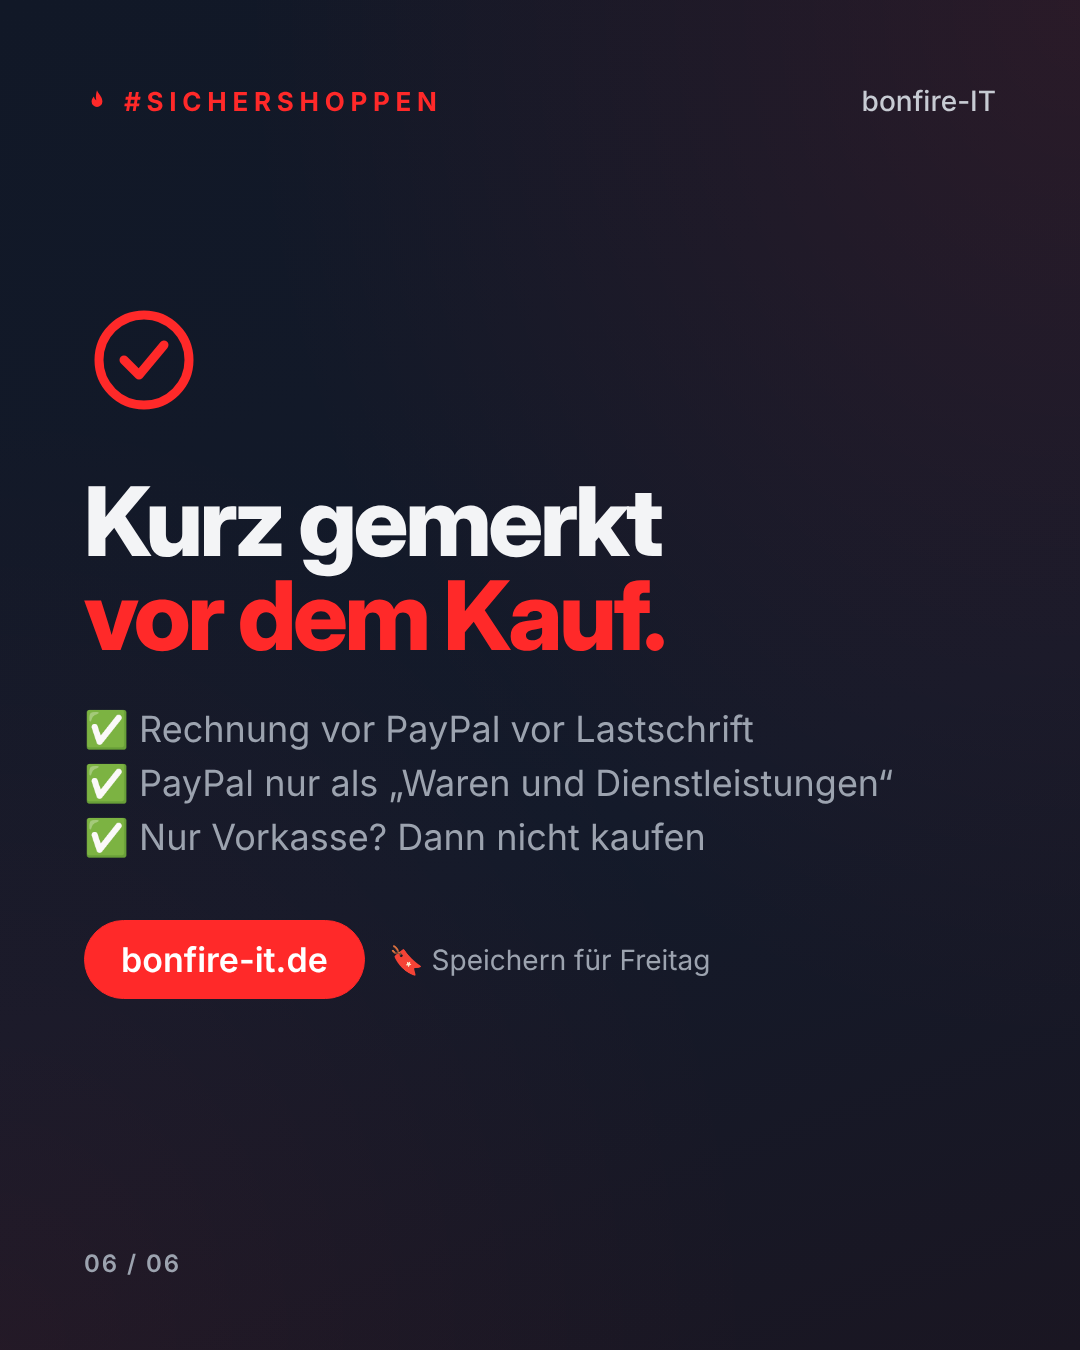 #SICHERSHOPPEN
bonfire-IT
Kurz gemerkt
vor dem Kauf.
✅ Rechnung vor PayPal vor Lastschrift
✅ PayPal nur als „Waren und Dienstleistungen“
✅ Nur Vorkasse? Dann nicht kaufen
bonfire-it.de
🔖 Speichern für Freitag
06 / 06